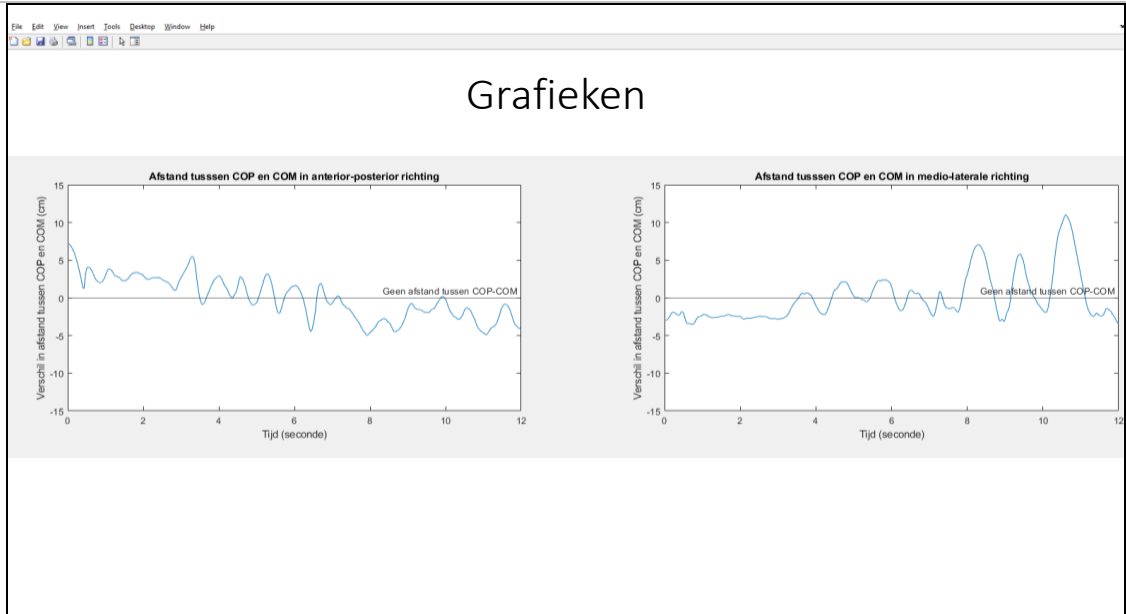 File Edit View Insert Tools Desktop Window Help
Grafieken
Afstand tusssen COP en COM in anterior-posterior richting
Verschil in afstand tussen COP en COM (cm)
15
10
5
0
-5
-10
-15
Geen afstand tussen COP-COM
0 2 4 6 8 10 12
Tijd (seconde)
Afstand tusssen COP en COM in medio-laterale richting
Verschil in afstand tussen COP en COM (cm)
15
10
5
0
-5
-10
-15
Geen afstand tussen COP-COM
0 2 4 6 8 10 12
Tijd (seconde)